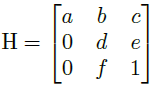 H = [ a b c
0 d e
0 f 1 ]